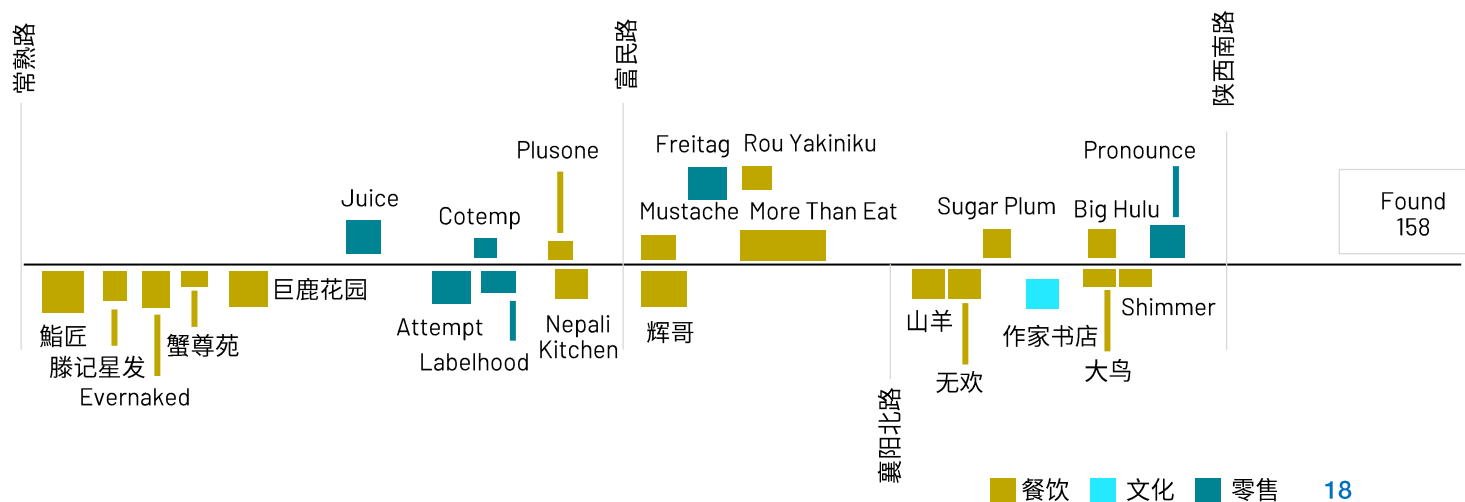 常熟路
富民路
陕西南路
Plusone
Freitag
Rou Yakiniku
Pronounce
Juice
Cotemp
Mustache
More Than Eat
Sugar Plum
Big Hulu
Found
158
鮨匠
滕记星发
Evernaked
蟹尊苑
巨鹿花园
Attempt
Labelhood
Nepali
Kitchen
辉哥
山羊
无欢
作家书店
大鸟
Shimmer
襄阳北路
餐饮
文化
零售
18